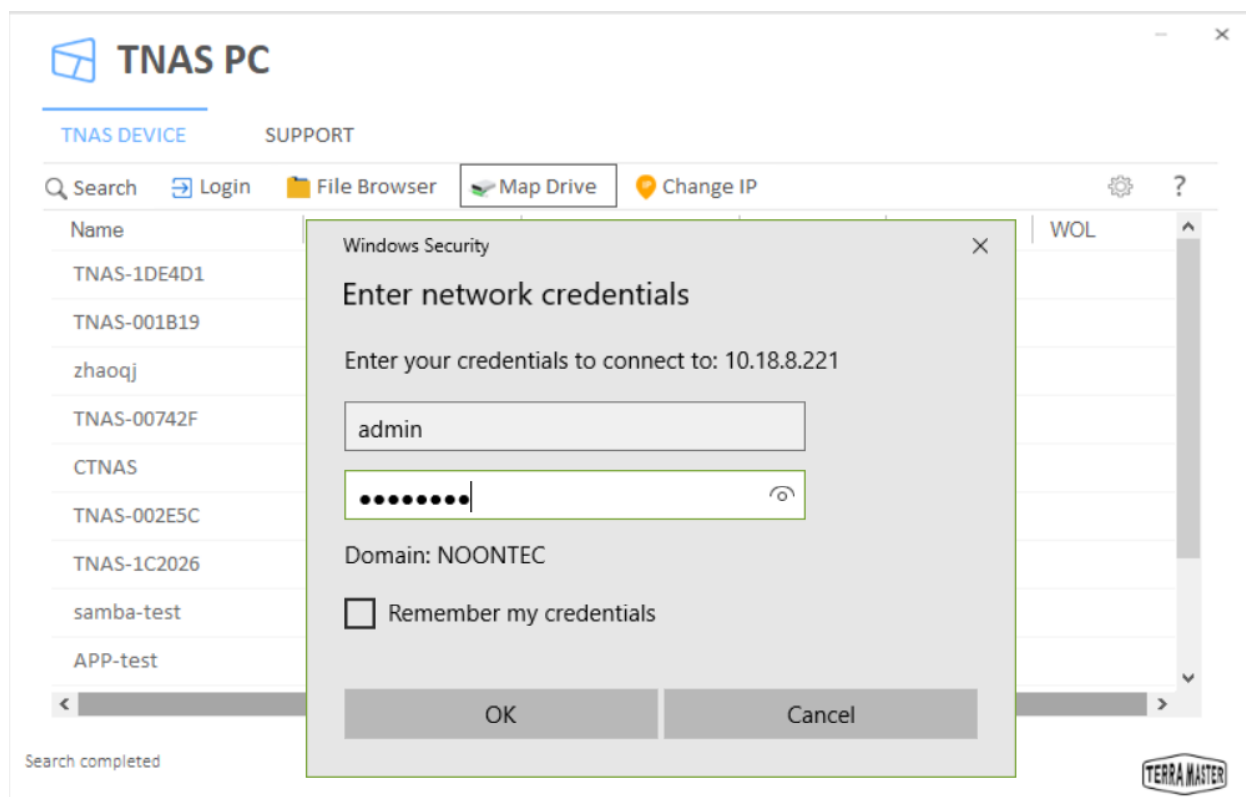 TNAS PC
TNAS DEVICE SUPPORT
Search Login File Browser Map Drive Change IP ?
Name WOL
TNAS-1DE4D1
TNAS-001B19
zhaoqj
TNAS-00742F
CTNAS
TNAS-002E5C
TNAS-1C2026
samba-test
APP-test
Windows Security
Enter network credentials
Enter your credentials to connect to: 10.18.8.221
admin
●●●●●●●●
Domain: NOONTEC
Remember my credentials
OK Cancel
Search completed
TERRAMASTER